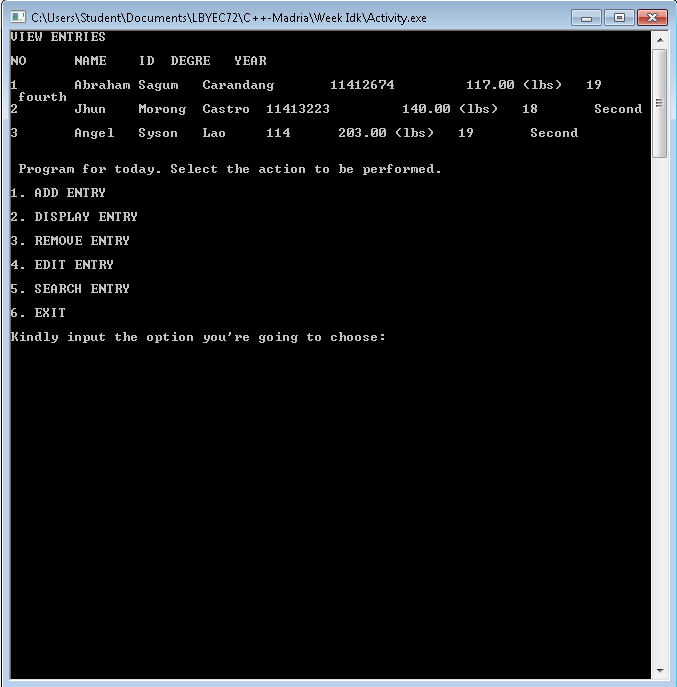 C:\Users\Student\Documents\LBYEC72\C++-Madria\Week Idk\Activity.exe
VIEW ENTRIES
NO NAME ID DEGRE YEAR
1 Abraham Sagum Carandang 11412674 117.00 (lbs) 19
fourth
2 Jhun Morong Castro 11413223 140.00 (lbs) 18 Second
3 Angel Syson Lao 114 203.00 (lbs) 19 Second
Program for today. Select the action to be performed.
1. ADD ENTRY
2. DISPLAY ENTRY
3. REMOVE ENTRY
4. EDIT ENTRY
5. SEARCH ENTRY
6. EXIT
Kindly input the option you're going to choose: